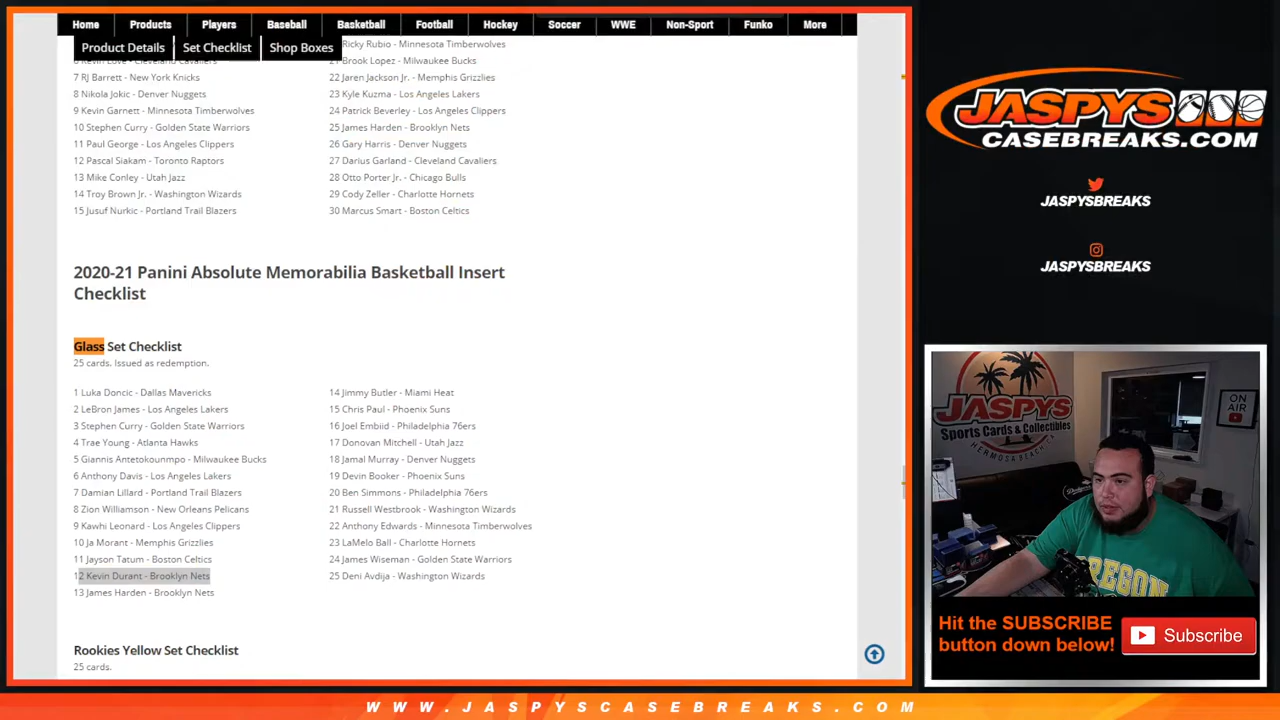 Home Products Players Baseball Basketball Football Hockey Soccer WWE Non-Sport Funko More
Product Details Set Checklist Shop Boxes
6 Kevin Love - Cleveland Cavaliers
7 RJ Barrett - New York Knicks
8 Nikola Jokic - Denver Nuggets
9 Kevin Garnett - Minnesota Timberwolves
10 Stephen Curry - Golden State Warriors
11 Paul George - Los Angeles Clippers
12 Pascal Siakam - Toronto Raptors
13 Mike Conley - Utah Jazz
14 Troy Brown Jr. - Washington Wizards
15 Jusuf Nurkic - Portland Trail Blazers
Ricky Rubio - Minnesota Timberwolves
21 Brook Lopez - Milwaukee Bucks
22 Jaren Jackson Jr. - Memphis Grizzlies
23 Kyle Kuzma - Los Angeles Lakers
24 Patrick Beverley - Los Angeles Clippers
25 James Harden - Brooklyn Nets
26 Gary Harris - Denver Nuggets
27 Darius Garland - Cleveland Cavaliers
28 Otto Porter Jr. - Chicago Bulls
29 Cody Zeller - Charlotte Hornets
30 Marcus Smart - Boston Celtics
2020-21 Panini Absolute Memorabilia Basketball Insert
Checklist
Glass Set Checklist
25 cards. Issued as redemption.
1 Luka Doncic - Dallas Mavericks
2 LeBron James - Los Angeles Lakers
3 Stephen Curry - Golden State Warriors
4 Trae Young - Atlanta Hawks
5 Giannis Antetokounmpo - Milwaukee Bucks
6 Anthony Davis - Los Angeles Lakers
7 Damian Lillard - Portland Trail Blazers
8 Zion Williamson - New Orleans Pelicans
9 Kawhi Leonard - Los Angeles Clippers
10 Ja Morant - Memphis Grizzlies
11 Jayson Tatum - Boston Celtics
12 Kevin Durant - Brooklyn Nets
13 James Harden - Brooklyn Nets
14 Jimmy Butler - Miami Heat
15 Chris Paul - Phoenix Suns
16 Joel Embiid - Philadelphia 76ers
17 Donovan Mitchell - Utah Jazz
18 Jamal Murray - Denver Nuggets
19 Devin Booker - Phoenix Suns
20 Ben Simmons - Philadelphia 76ers
21 Russell Westbrook - Washington Wizards
22 Anthony Edwards - Minnesota Timberwolves
23 LaMelo Ball - Charlotte Hornets
24 James Wiseman - Golden State Warriors
25 Deni Avdija - Washington Wizards
Rookies Yellow Set Checklist
25 cards.
JASPYS
CASEBREAKS.COM
JASPYSBREAKS
JASPYSBREAKS
JASPYS
Sports Cards & Collectibles
HERMOSA BEACH, CA
ON AIR
OREGON
Hit the SUBSCRIBE
button down below!
Subscribe
WWW.JASPYSCASEBREAKS.COM